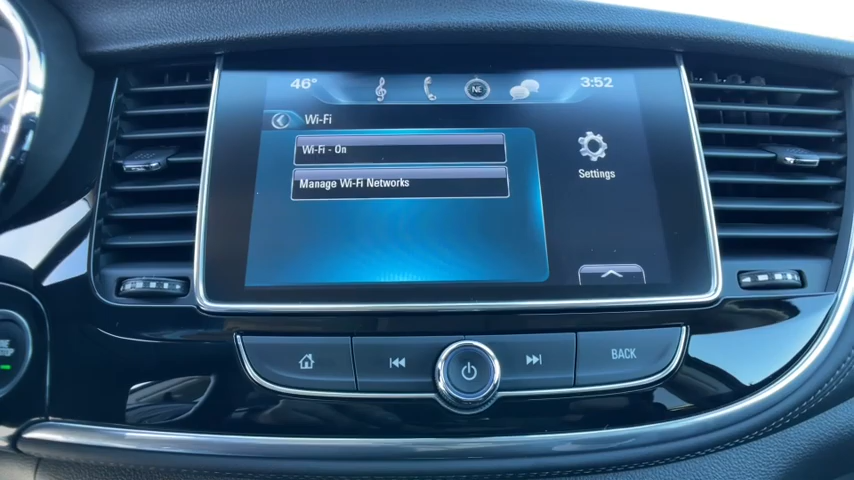 46° NE 3:52
Wi-Fi
Wi-Fi - On
Manage Wi-Fi Networks
Settings
BACK